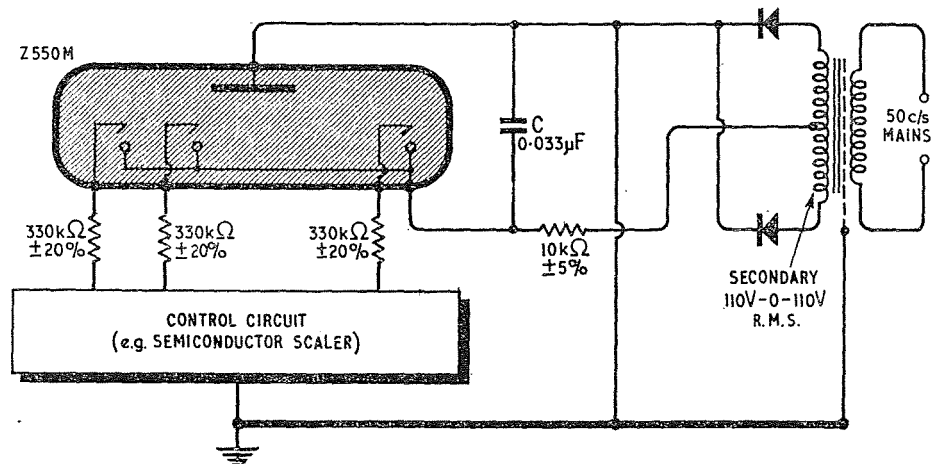 Z550M
C
0·033µF
50c/s
MAINS
330kΩ
±20%
330kΩ
±20%
330kΩ
±20%
10kΩ
±5%
SECONDARY
110V-0-110V
R.M.S.
CONTROL CIRCUIT
(e.g. SEMICONDUCTOR SCALER)